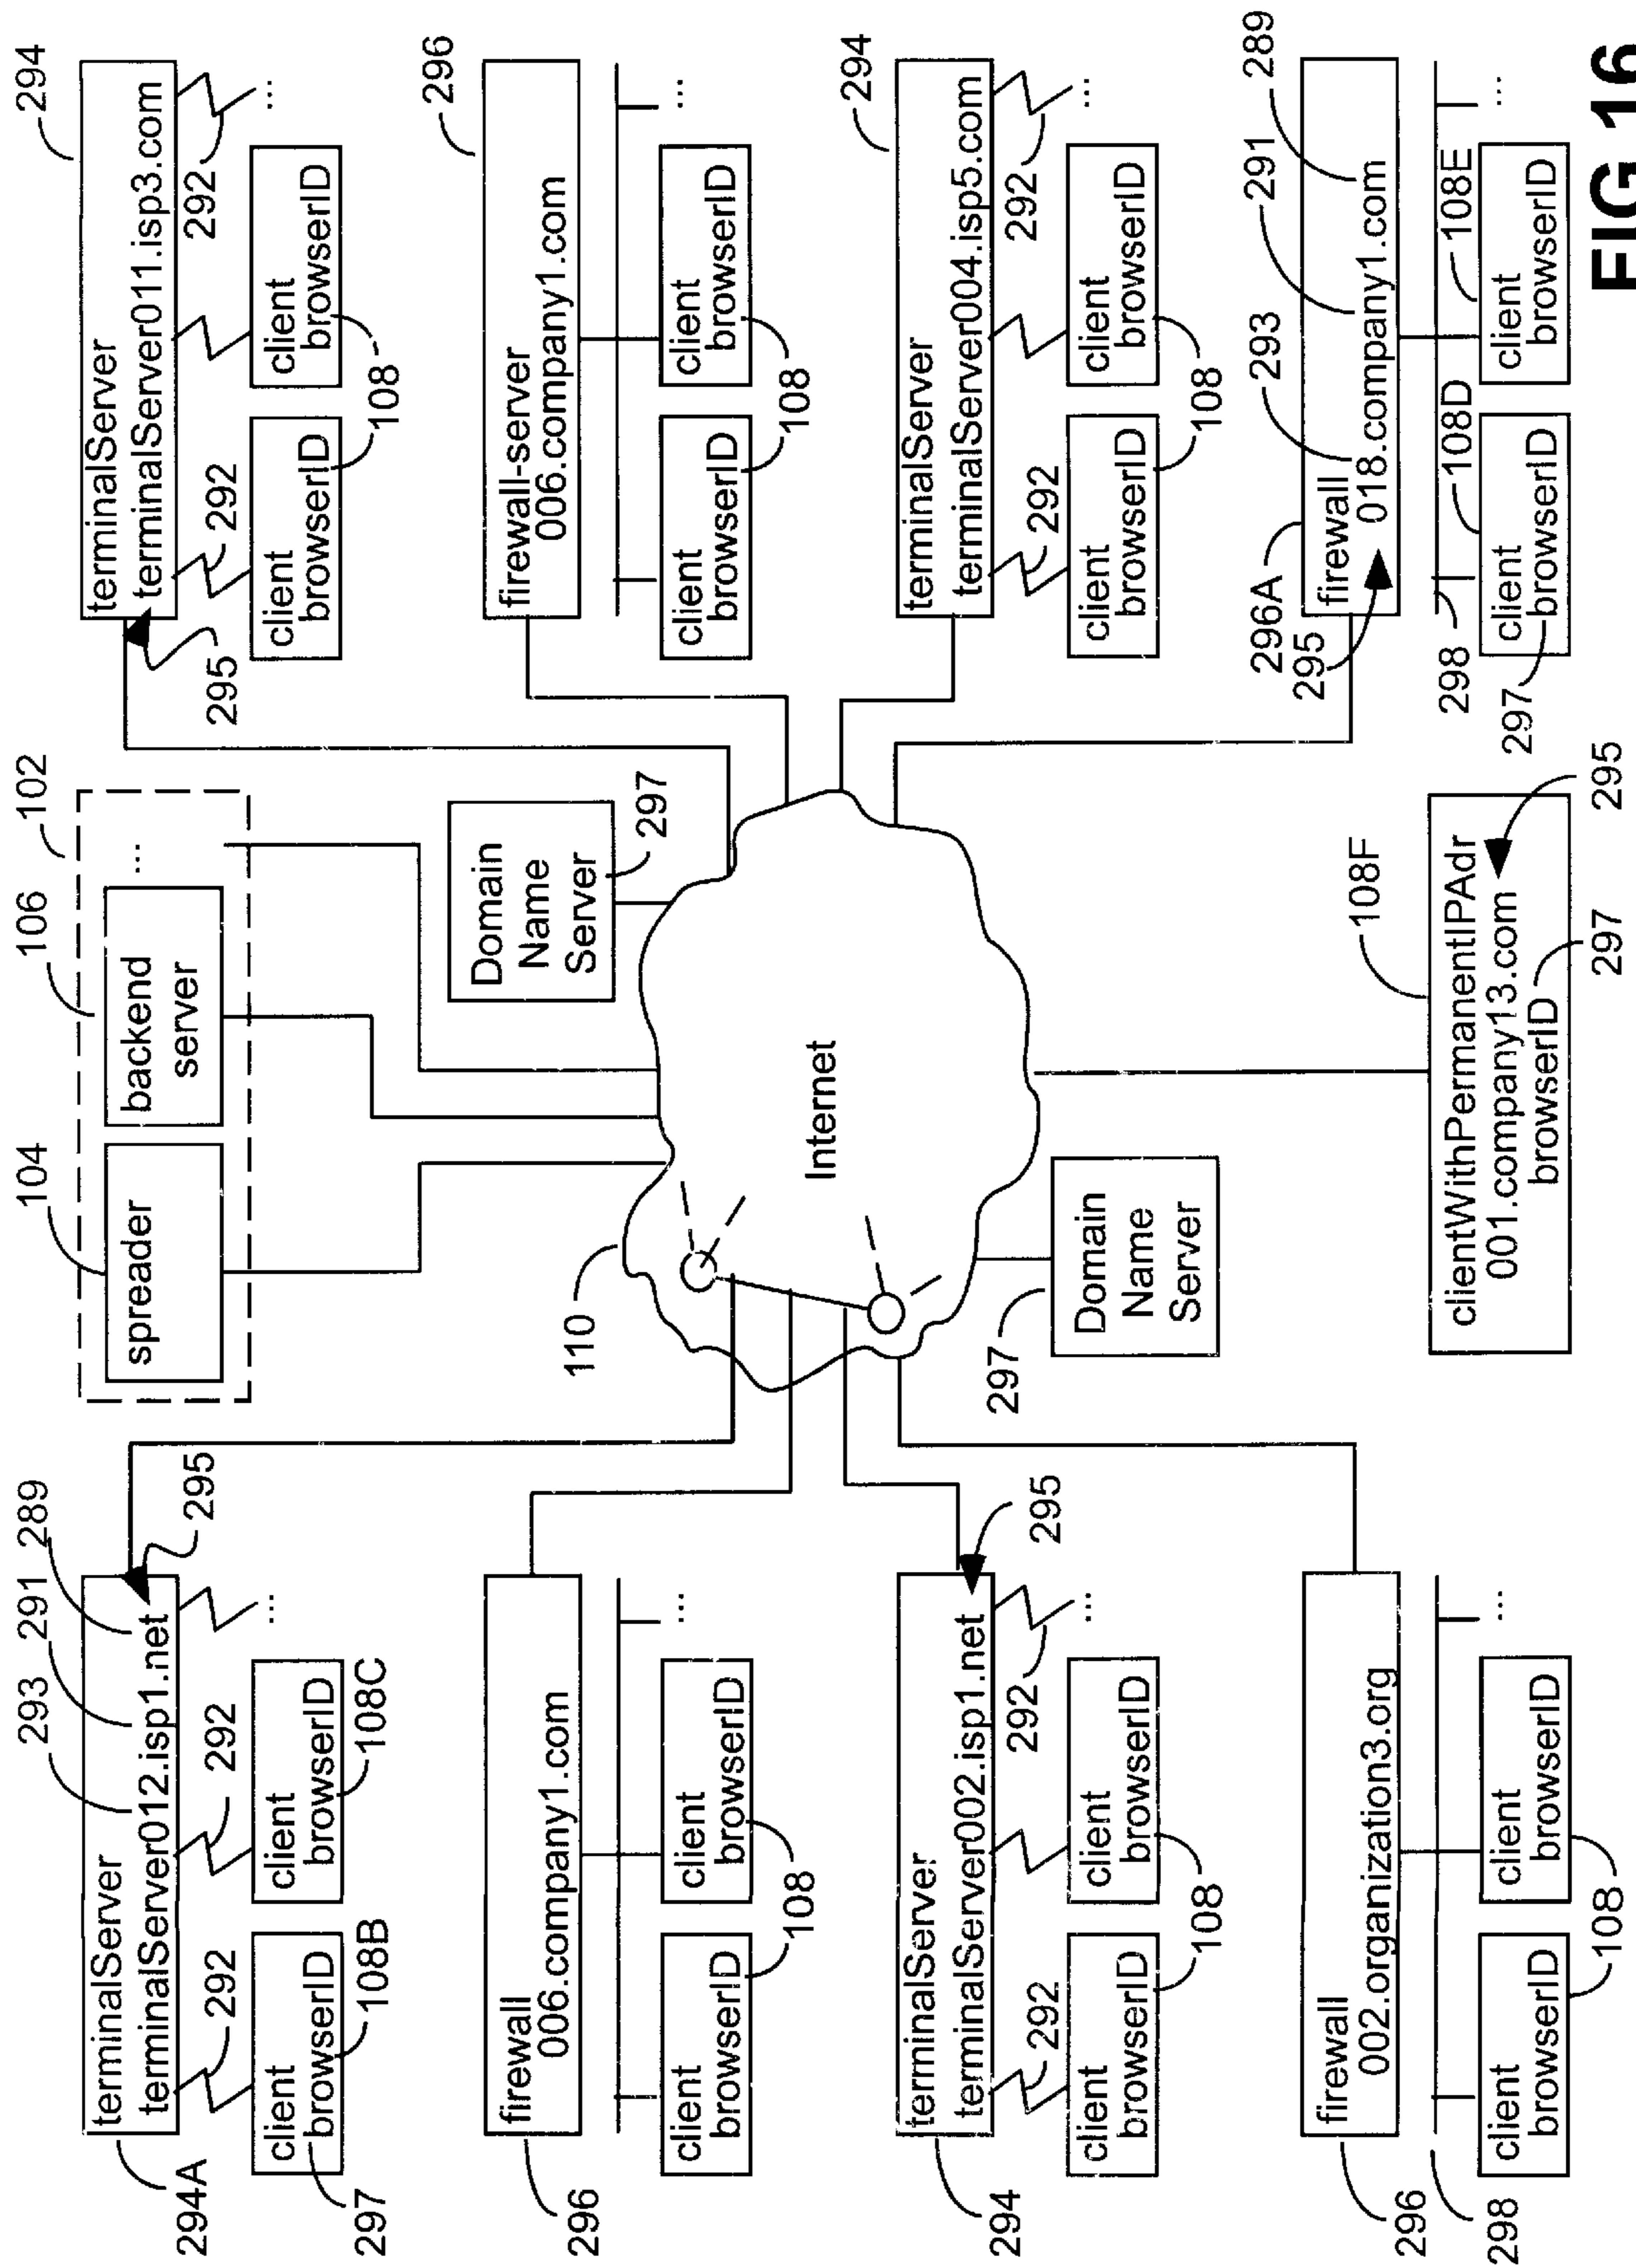 294A
terminalServer
terminalServer012.isp1.net
293
291
289
295
292
292
client
browserID
297
108B
client
browserID
108C
...
296
firewall
006.company1.com
client
browserID
client
browserID
108
...
294
terminalServer
terminalServer002.isp1.net
295
292
292
client
browserID
client
browserID
108
...
296
firewall
002.organization3.org
298
client
browserID
client
browserID
108
...
102
104
spreader
106
backend
server
...
Domain
Name
Server
297
110
Internet
297
Domain
Name
Server
108F
clientWithPermanentIPAdr
001.company13.com
browserID
295
297
294
terminalServer
terminalServer011.isp3.com
295
292
292
client
browserID
client
browserID
108
...
296
firewall-server
006.company1.com
client
browserID
client
browserID
108
...
294
terminalServer
terminalServer004.isp5.com
292
292
client
browserID
client
browserID
108
...
296A
295
firewall
018.company1.com
293
291
289
298
297
client
browserID
108D
client
browserID
108E
...
FIG 16